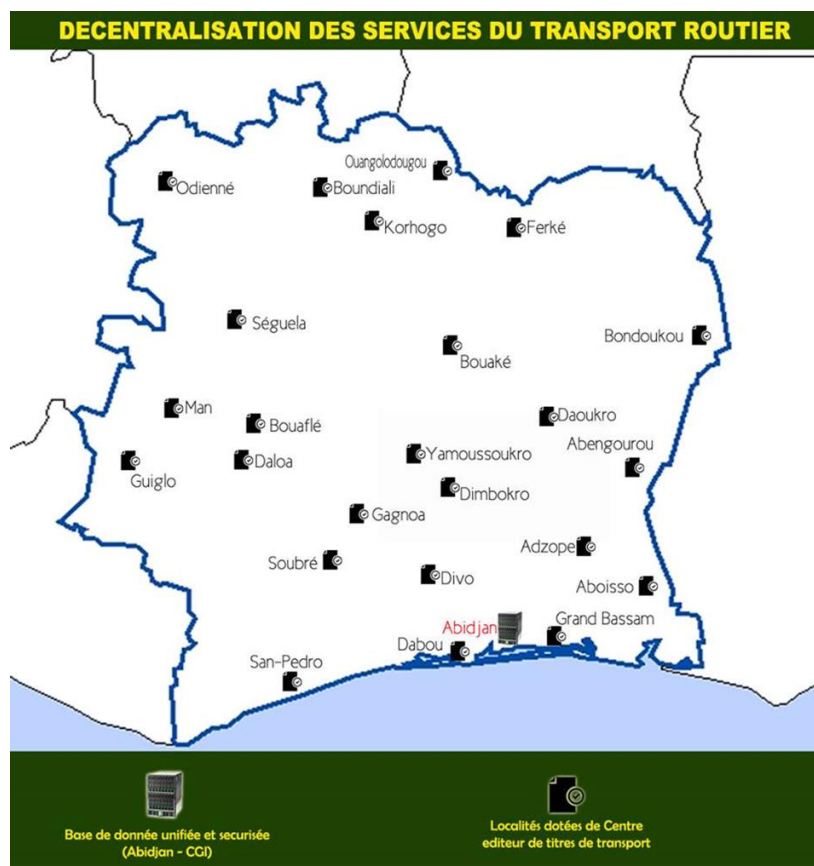 DECENTRALISATION DES SERVICES DU TRANSPORT ROUTIER
Ouangolodougou
Odienné
Boundiali
Korhogo
Ferké
Séguela
Bondoukou
Bouaké
Man
Daoukro
Bouaflé
Abengourou
Yamoussoukro
Daloa
Guiglo
Dimbokro
Gagnoa
Adzope
Soubré
Divo
Aboisso
Grand Bassam
Abidjan
Dabou
San-Pedro
Base de donnée unifiée et securisée
(Abidjan - CGI)
Localités dotées de Centre
editeur de titres de transport